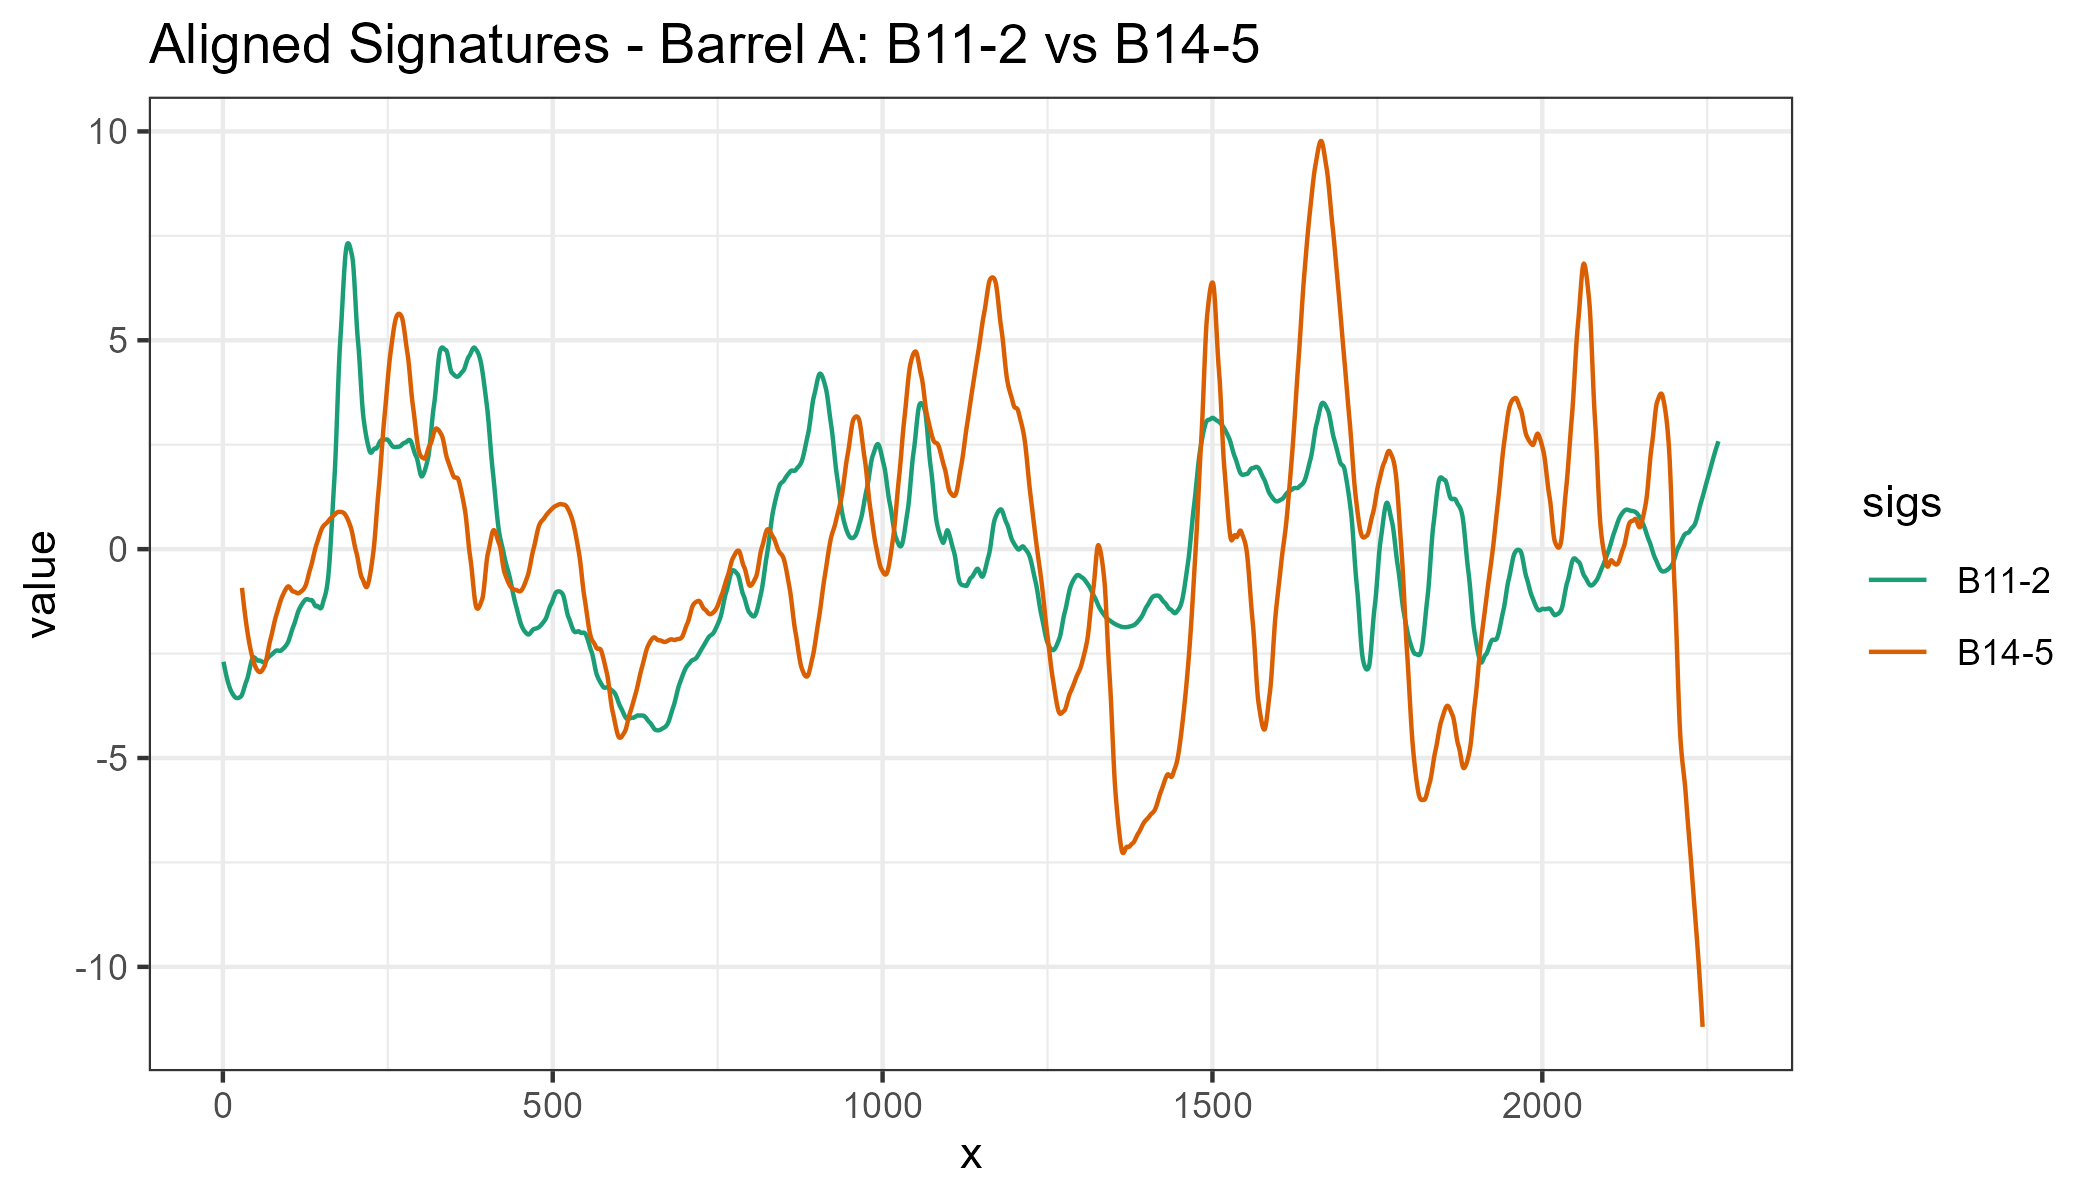 Aligned Signatures - Barrel A: B11-2 vs B14-5
10
5
0
-5
-10
value
0 500 1000 1500 2000
x
sigs
B11-2
B14-5